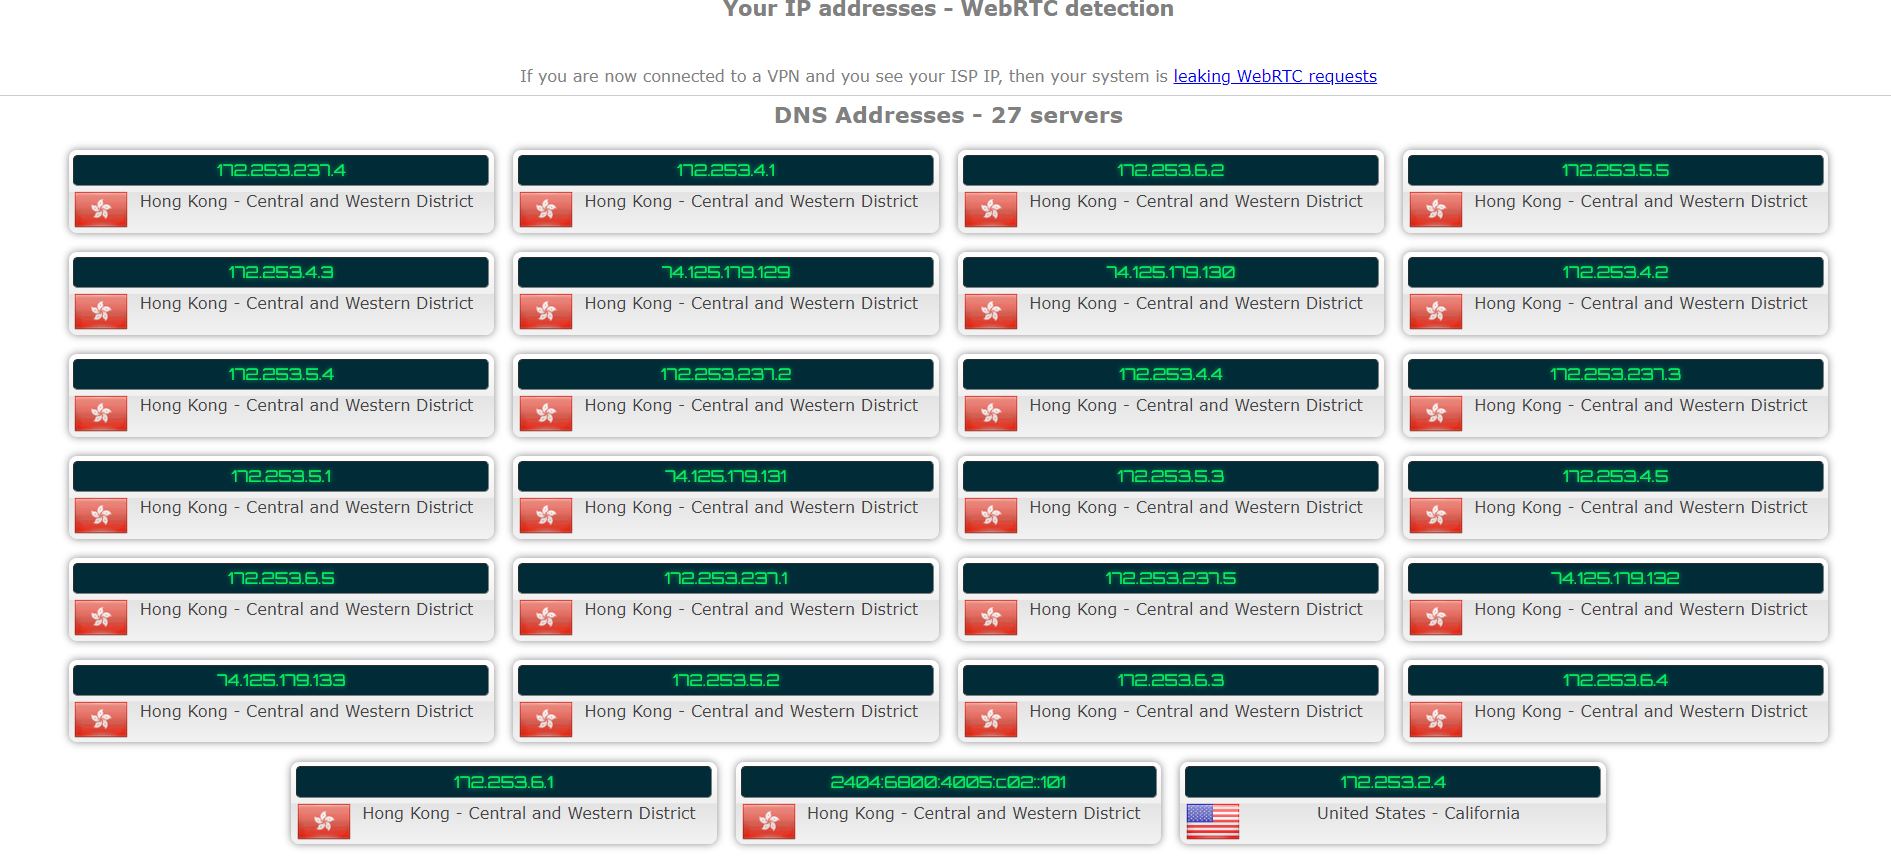 Your IP addresses - WebRTC detection
If you are now connected to a VPN and you see your ISP IP, then your system is leaking WebRTC requests
DNS Addresses - 27 servers
172.253.237.4
Hong Kong - Central and Western District
172.253.4.1
Hong Kong - Central and Western District
172.253.6.2
Hong Kong - Central and Western District
172.253.5.5
Hong Kong - Central and Western District
172.253.4.3
Hong Kong - Central and Western District
74.125.179.129
Hong Kong - Central and Western District
74.125.179.130
Hong Kong - Central and Western District
172.253.4.2
Hong Kong - Central and Western District
172.253.5.4
Hong Kong - Central and Western District
172.253.237.2
Hong Kong - Central and Western District
172.253.4.4
Hong Kong - Central and Western District
172.253.237.3
Hong Kong - Central and Western District
172.253.5.1
Hong Kong - Central and Western District
74.125.179.131
Hong Kong - Central and Western District
172.253.5.3
Hong Kong - Central and Western District
172.253.4.5
Hong Kong - Central and Western District
172.253.6.5
Hong Kong - Central and Western District
172.253.237.1
Hong Kong - Central and Western District
172.253.237.5
Hong Kong - Central and Western District
74.125.179.132
Hong Kong - Central and Western District
74.125.179.133
Hong Kong - Central and Western District
172.253.5.2
Hong Kong - Central and Western District
172.253.6.3
Hong Kong - Central and Western District
172.253.6.4
Hong Kong - Central and Western District
172.253.6.1
Hong Kong - Central and Western District
2404:6800:4005:c02::101
Hong Kong - Central and Western District
172.253.2.4
United States - California